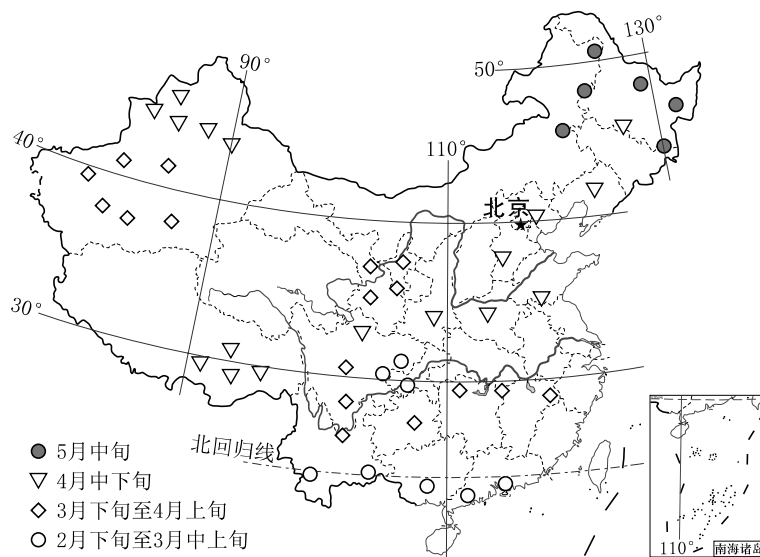 130°
50°
90°
40°
110°
北京
30°
北回归线
5月中旬
4月中下旬
3月下旬至4月上旬
2月下旬至3月中上旬
110°
南海诸岛